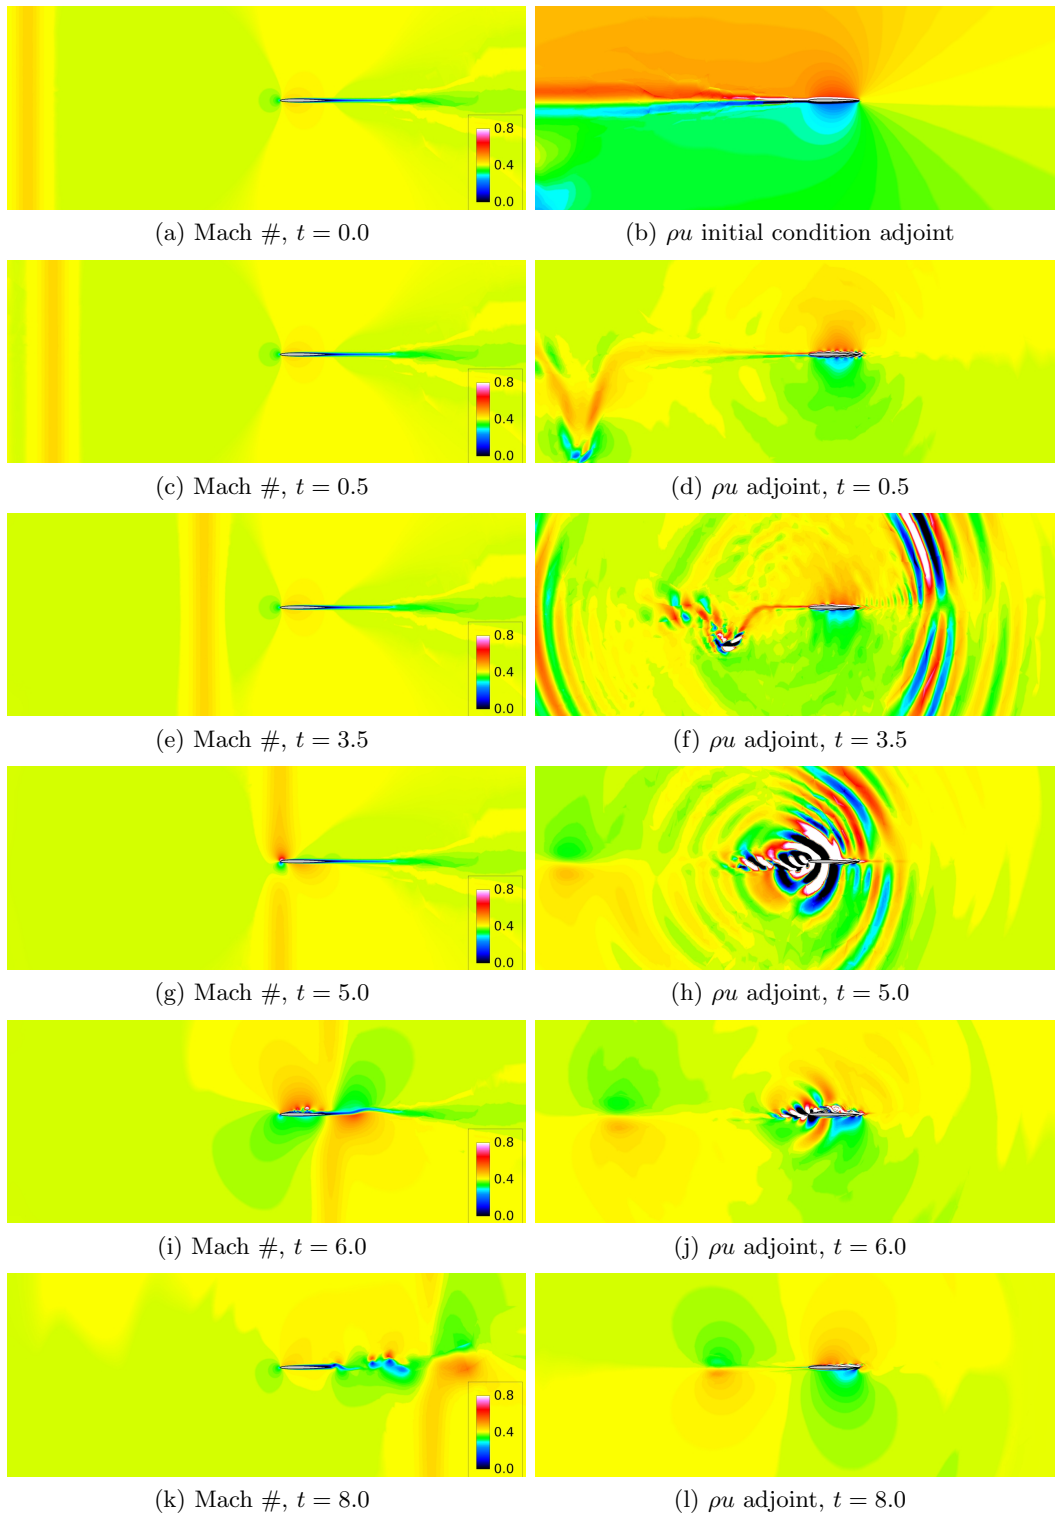 0.8
0.4
0.0
(a) Mach #, t = 0.0
(b) ρu initial condition adjoint
0.8
0.4
0.0
(c) Mach #, t = 0.5
(d) ρu adjoint, t = 0.5
0.8
0.4
0.0
(e) Mach #, t = 3.5
(f) ρu adjoint, t = 3.5
0.8
0.4
0.0
(g) Mach #, t = 5.0
(h) ρu adjoint, t = 5.0
0.8
0.4
0.0
(i) Mach #, t = 6.0
(j) ρu adjoint, t = 6.0
0.8
0.4
0.0
(k) Mach #, t = 8.0
(l) ρu adjoint, t = 8.0